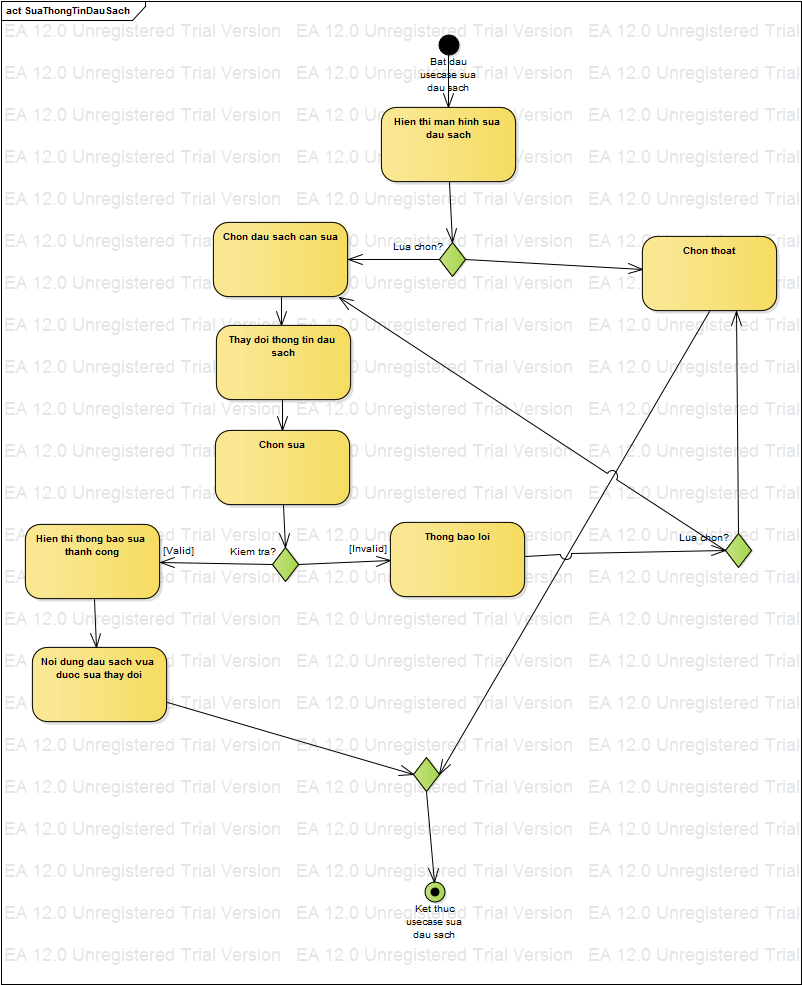 act SuaThongTinDauSach
Bat dau
usecase sua
dau sach
Hien thi man hinh sua
dau sach
Lua chon?
Chon dau sach can sua
Chon thoat
Thay doi thong tin dau
sach
Chon sua
Hien thi thong bao sua
thanh cong
[Valid]
Kiem tra?
[Invalid]
Thong bao loi
Lua chon?
Noi dung dau sach vua
duoc sua thay doi
Ket thuc
usecase sua
dau sach
EA 12.0 Unregistered Trial Version